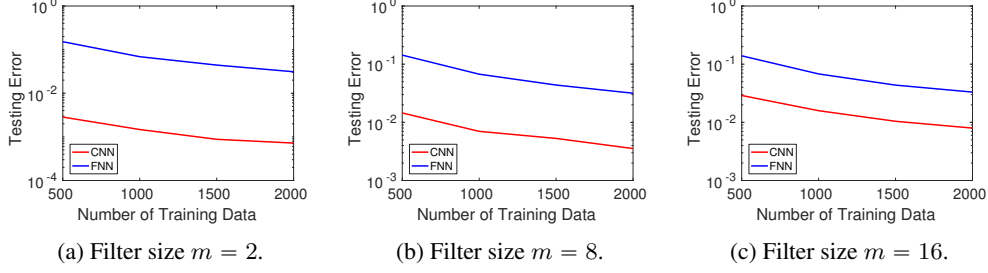 10^0
10^-2
10^-4
Testing Error
CNN
FNN
500 1000 1500 2000
Number of Training Data
(a) Filter size m = 2.
10^0
10^-1
10^-2
10^-3
Testing Error
CNN
FNN
500 1000 1500 2000
Number of Training Data
(b) Filter size m = 8.
10^0
10^-1
10^-2
10^-3
Testing Error
CNN
FNN
500 1000 1500 2000
Number of Training Data
(c) Filter size m = 16.